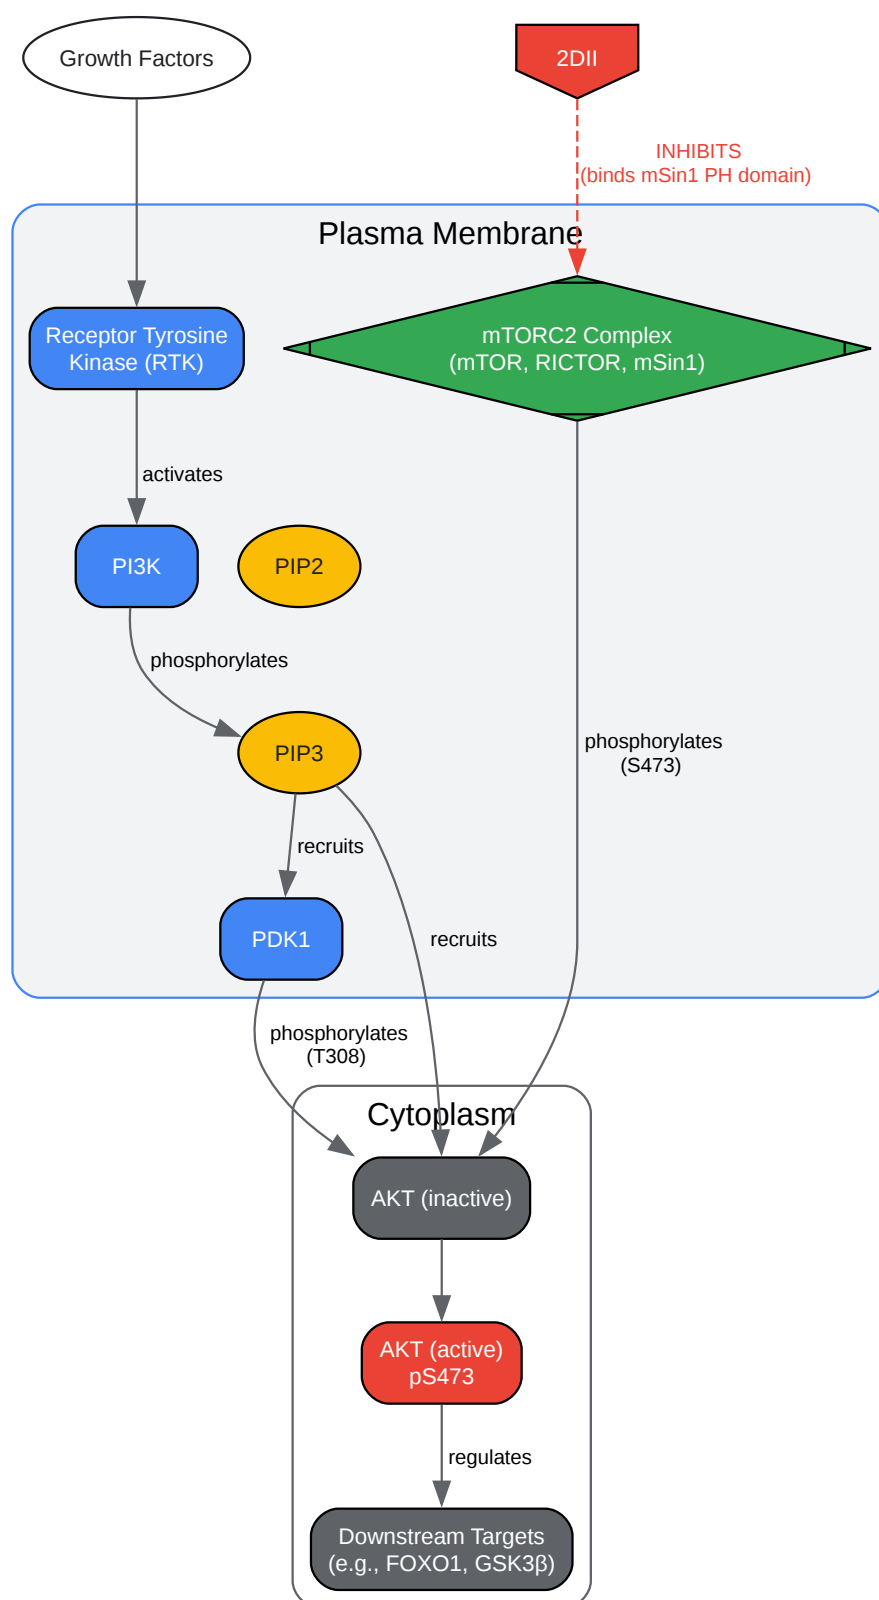 Growth Factors
2DII
INHIBITS
(binds mSin1 PH domain)
Plasma Membrane
Receptor Tyrosine
Kinase (RTK)
mTORC2 Complex
(mTOR, RICTOR, mSin1)
activates
PI3K
PIP2
phosphorylates
PIP3
phosphorylates
(S473)
recruits
PDK1
recruits
phosphorylates
(T308)
Cytoplasm
AKT (inactive)
AKT (active)
pS473
regulates
Downstream Targets
(e.g., FOXO1, GSK3β)